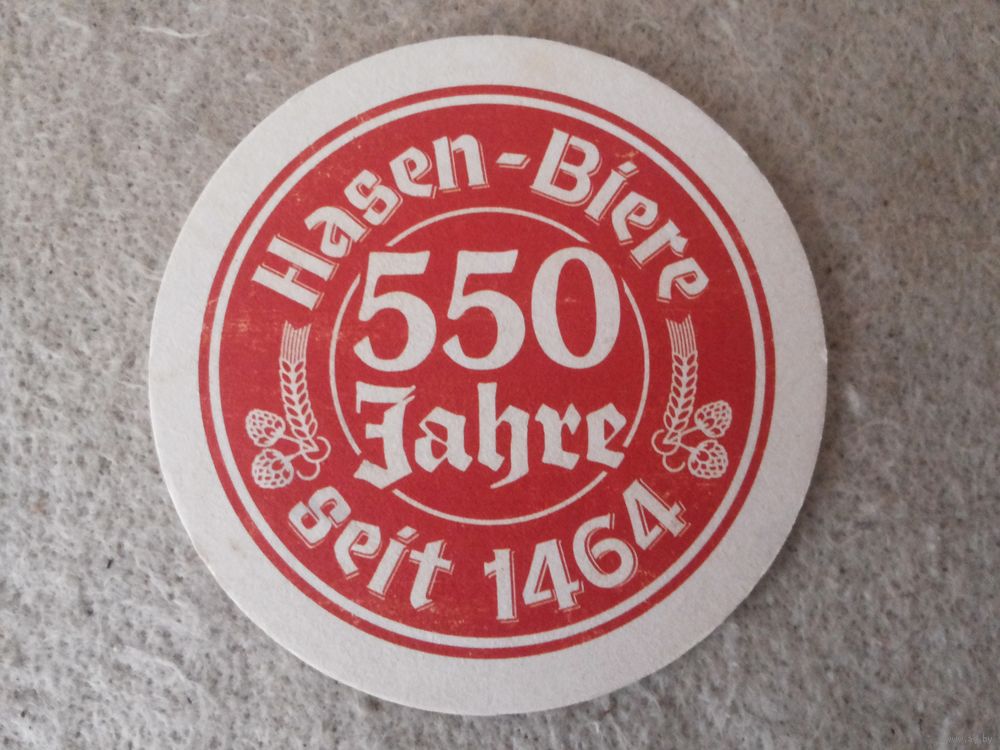 Hasen-Biere
550
Jahre
seit 1464